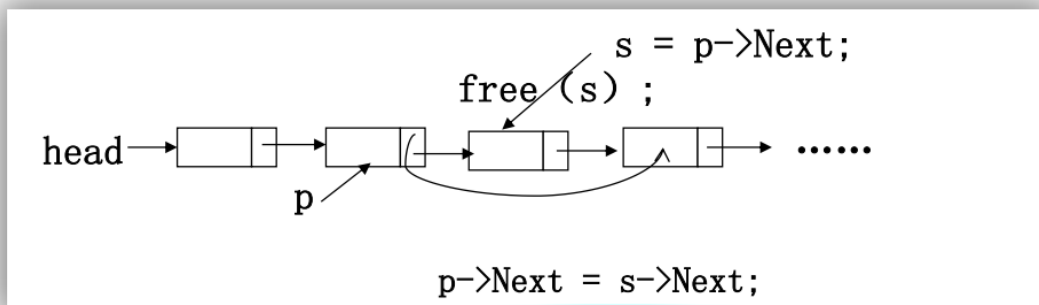 s = p->Next;
free (s) ;
head
......
p
p->Next = s->Next;